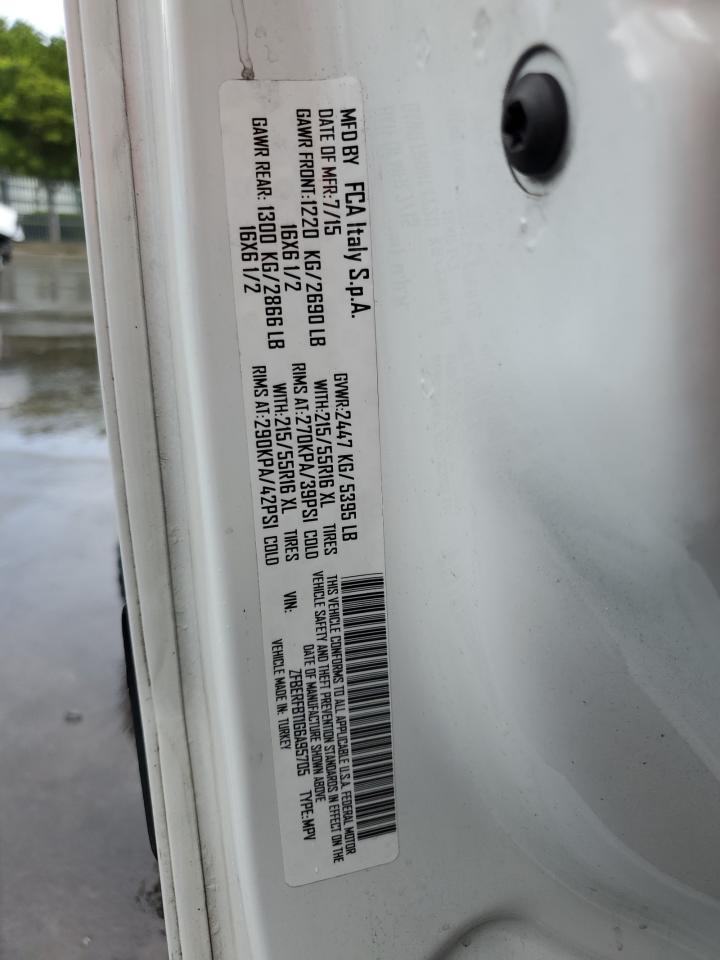 MFD BY FCA Italy S.p.A.
DATE OF MFR:7/15 GVWR:2447 KG/5395 LB
GAWR FRONT:1220 KG/2690 LB WITH:215/55R16 XL TIRES
16X6 1/2 RIMS AT:270KPA/39PSI COLD
GAWR REAR: 1300 KG/2866 LB WITH:215/55R16 XL TIRES
16X6 1/2 RIMS AT:290KPA/42PSI COLD
THIS VEHICLE CONFORMS TO ALL APPLICABLE U.S.A. FEDERAL MOTOR
VEHICLE SAFETY AND THEFT PREVENTION STANDARDS IN EFFECT ON THE
DATE OF MANUFACTURE SHOWN ABOVE
VIN: ZFBERFBT1G6A95705 TYPE:MPV
VEHICLE MADE IN: TURKEY